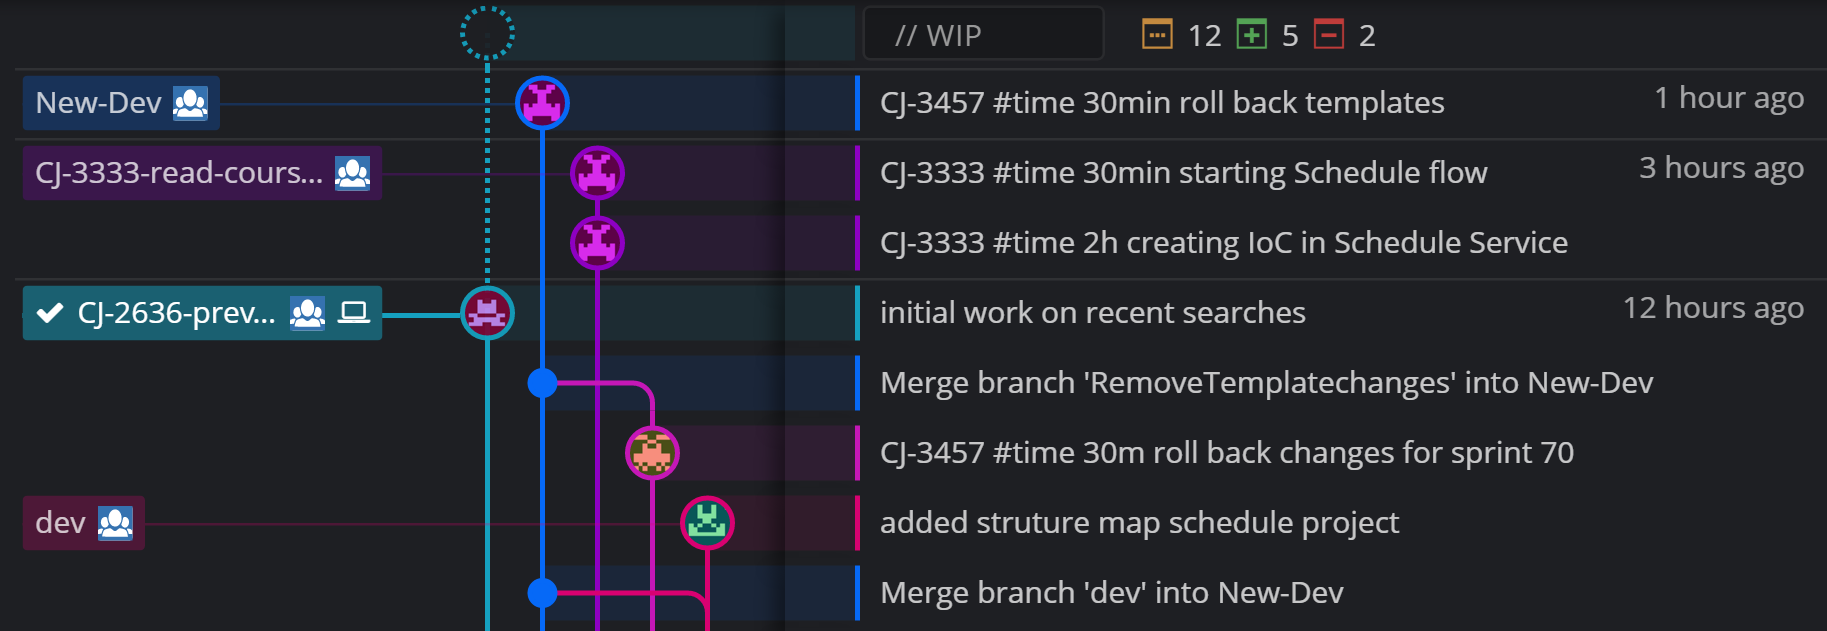 // WIP 12 5 2
New-Dev CJ-3457 #time 30min roll back templates 1 hour ago
CJ-3333-read-cours... CJ-3333 #time 30min starting Schedule flow 3 hours ago
CJ-3333 #time 2h creating IoC in Schedule Service
CJ-2636-prev... initial work on recent searches 12 hours ago
Merge branch 'RemoveTemplatechanges' into New-Dev
CJ-3457 #time 30m roll back changes for sprint 70
dev added struture map schedule project
Merge branch 'dev' into New-Dev